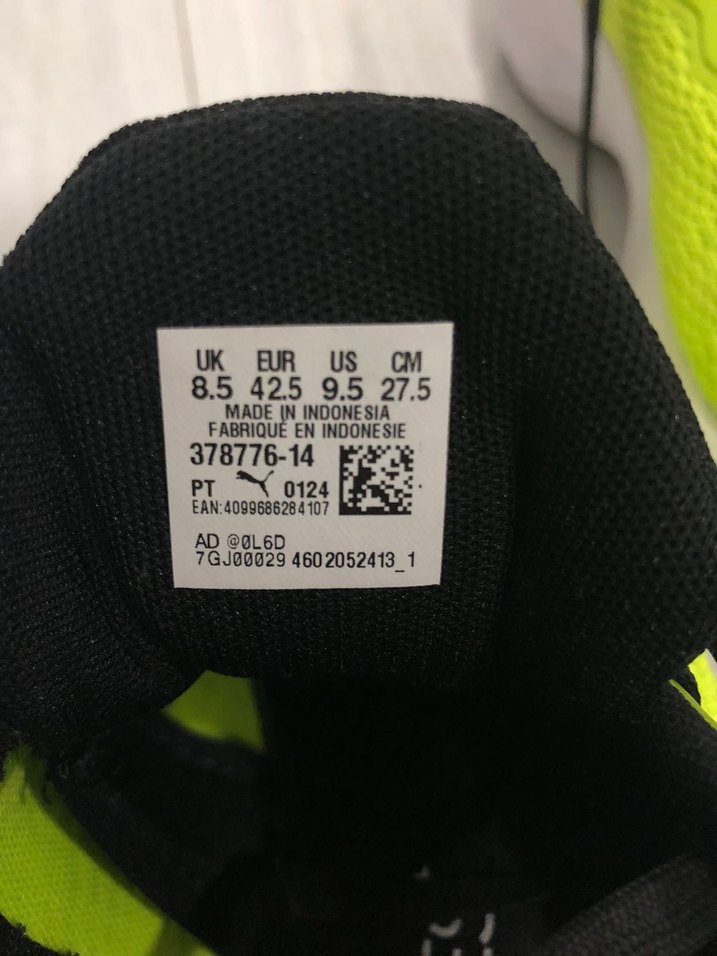 UK EUR US CM
8.5 42.5 9.5 27.5
MADE IN INDONESIA
FABRIQUÉ EN INDONESIE
378776-14
PT 0124
EAN:4099686284107
AD @0L6D
7GJ00029 4602052413_1